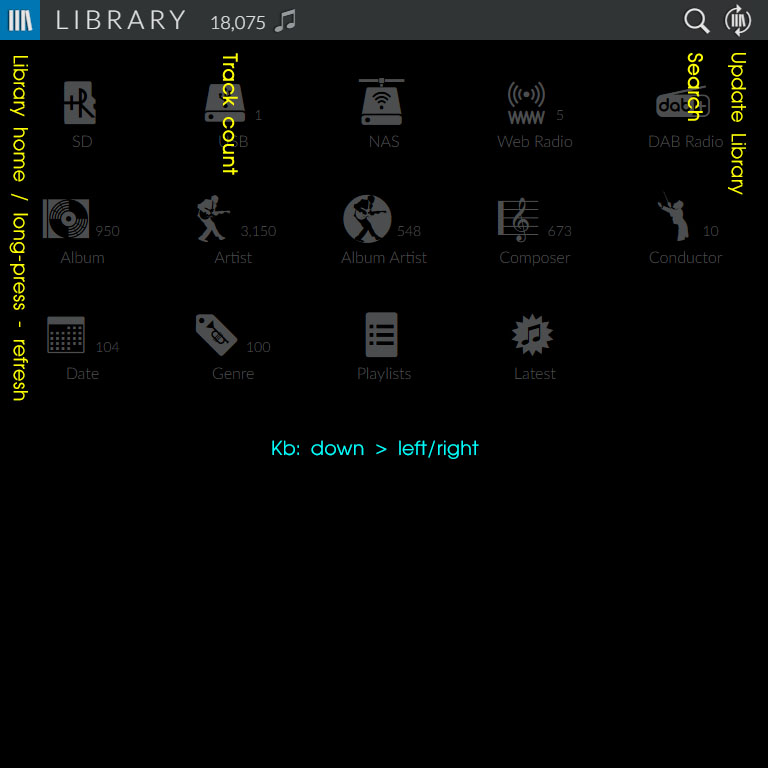 LIBRARY 18,075
Library home / long-press - refresh
Track count
Search
Update Library
+R
SD
1
USB
NAS
WWW
5
Web Radio
dab+
DAB Radio
950
Album
3,150
Artist
548
Album Artist
673
Composer
10
Conductor
104
Date
100
Genre
Playlists
Latest
Kb: down > left/right